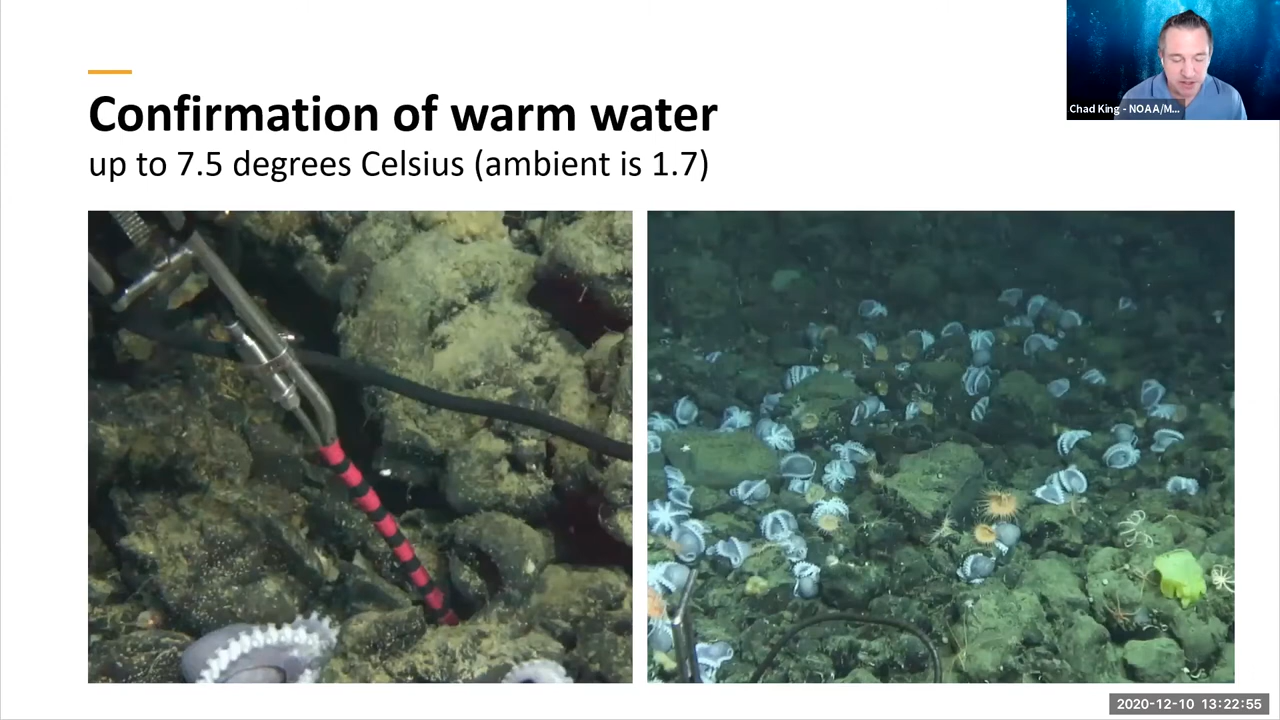 Chad King - NOAA/M...
Confirmation of warm water
up to 7.5 degrees Celsius (ambient is 1.7)
2020-12-10 13:22:55